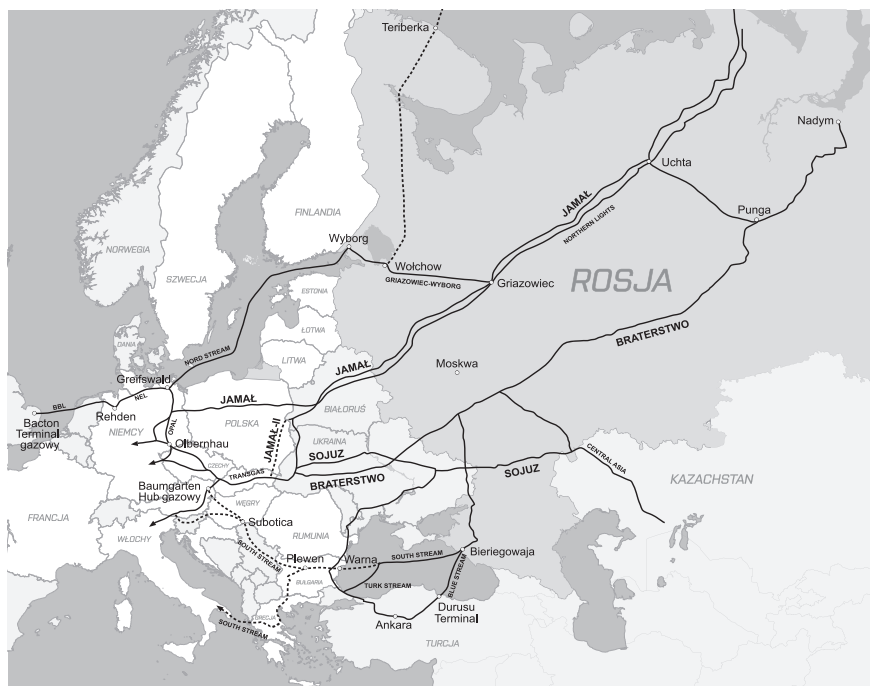 Teriberka
Nadym
Uchta
JAMAŁ
NORTHERN LIGHTS
Punga
FINLANDIA
NORWEGIA
Wyborg
SZWECJA
Wołchow
GRIAZOWIEC-WYBORG
Griazowiec
ROSJA
ESTONIA
ŁOTWA
BRATERSTWO
DANIA
NORD STREAM
LITWA
JAMAŁ
Moskwa
Greifswald
BBL
NEL
JAMAŁ
BIAŁORUŚ
Bacton
Terminal
gazowy
Rehden
NIEMCY
OPAL
POLSKA
JAMAŁ-II
Olbernhau
UKRAINA
SOJUZ
CZECHY
TRANSGAS
BRATERSTWO
SOJUZ
CENTRAL ASIA
KAZACHSTAN
Baumgarten
Hub gazowy
WĘGRY
FRANCJA
Subotica
RUMUNIA
WŁOCHY
SOUTH STREAM
Plewen
Warna
SOUTH STREAM
Bieriegowaja
BUŁGARIA
TURK STREAM
BLUE STREAM
GRECJA
SOUTH STREAM
Ankara
Durusu
Terminal
TURCJA